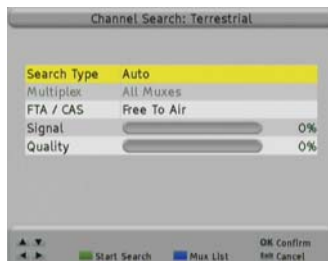 Channel Search: Terrestrial
Search Type Auto
Multiplex All Muxes
FTA / CAS Free To Air
Signal 0%
Quality 0%
OK Confirm
Start Search Mux List Exit Cancel